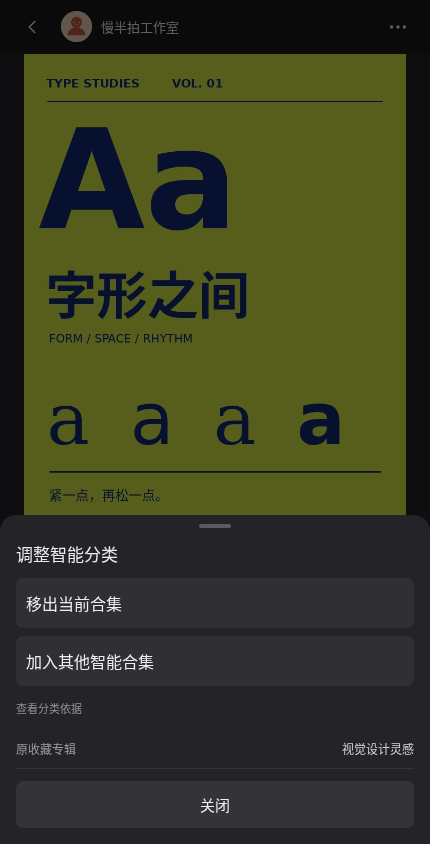 慢半拍工作室
TYPE STUDIES VOL. 01
Aa
字形之间
FORM / SPACE / RHYTHM
a a a a
紧一点，再松一点。
调整智能分类
移出当前合集
加入其他智能合集
查看分类依据
原收藏专辑 视觉设计灵感
关闭